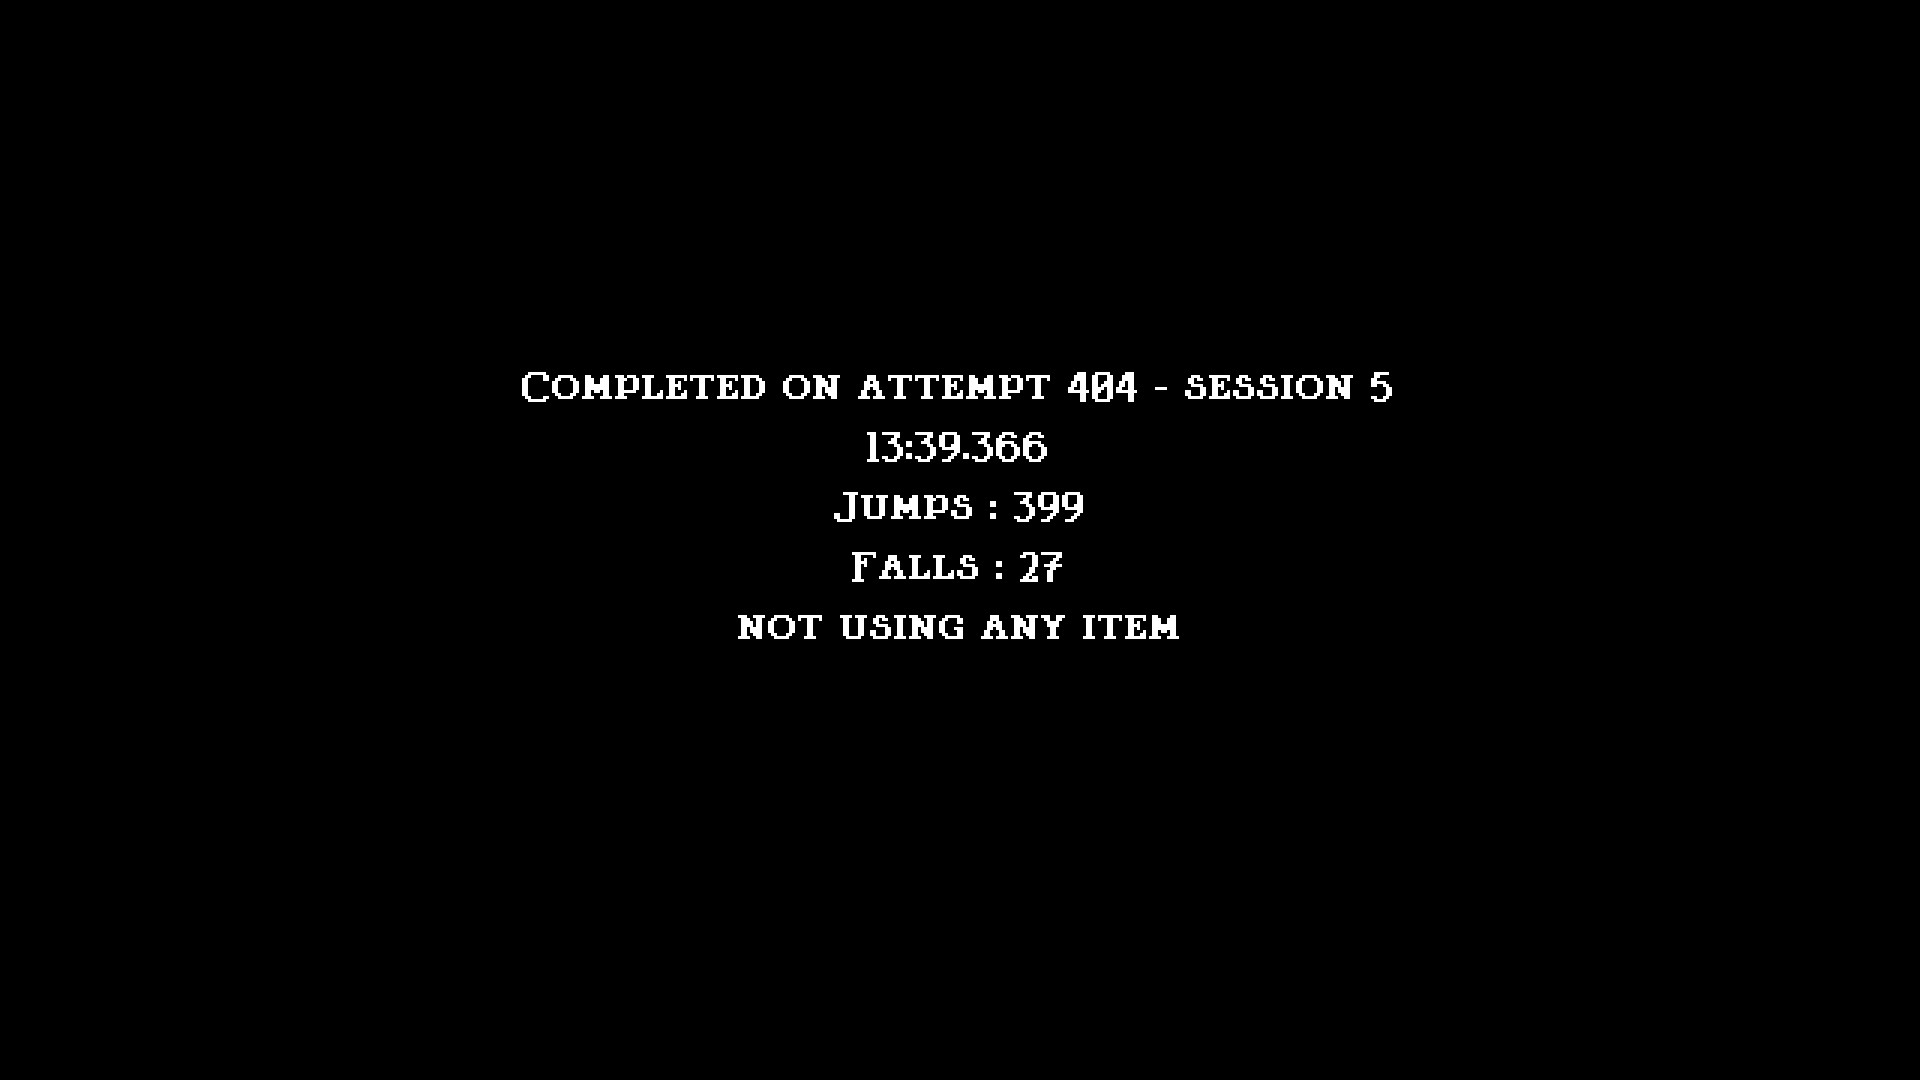 Completed on attempt 404 - session 5
13:39.366
Jumps : 399
Falls : 27
not using any item